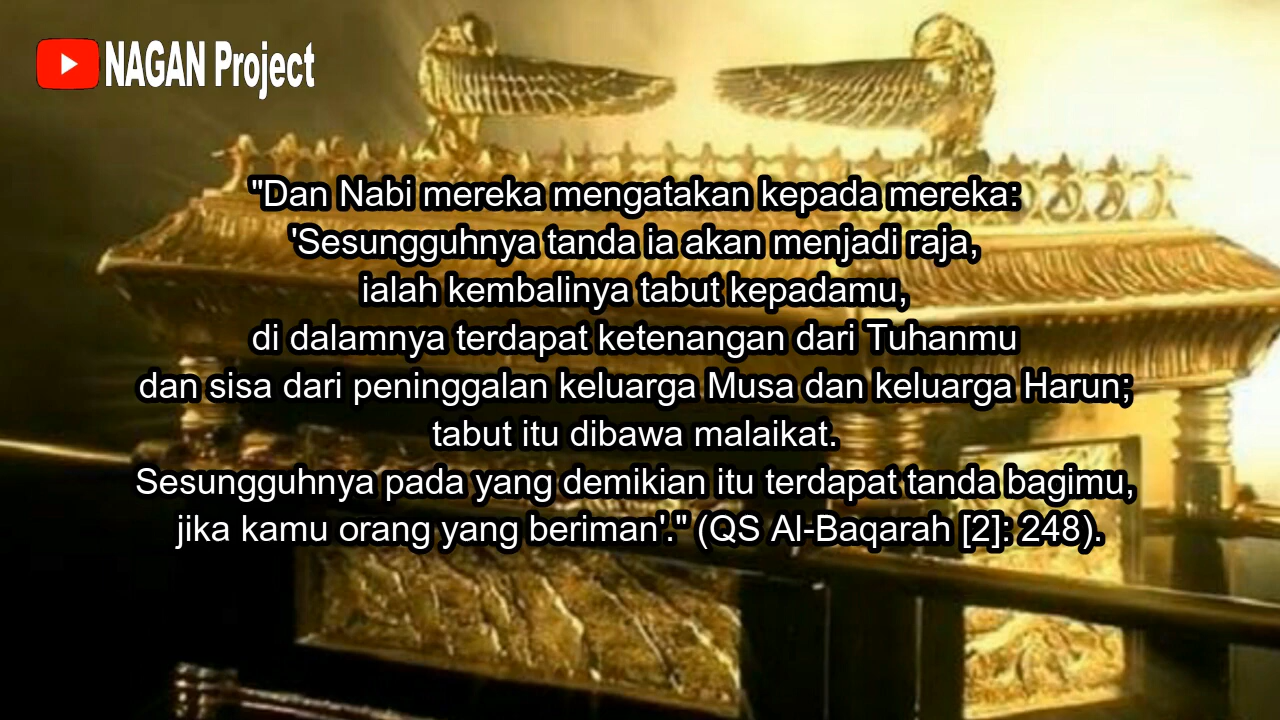 NAGAN Project
"Dan Nabi mereka mengatakan kepada mereka:
'Sesungguhnya tanda ia akan menjadi raja,
ialah kembalinya tabut kepadamu,
di dalamnya terdapat ketenangan dari Tuhanmu
dan sisa dari peninggalan keluarga Musa dan keluarga Harun;
tabut itu dibawa malaikat.
Sesungguhnya pada yang demikian itu terdapat tanda bagimu,
jika kamu orang yang beriman'." (QS Al-Baqarah [2]: 248).